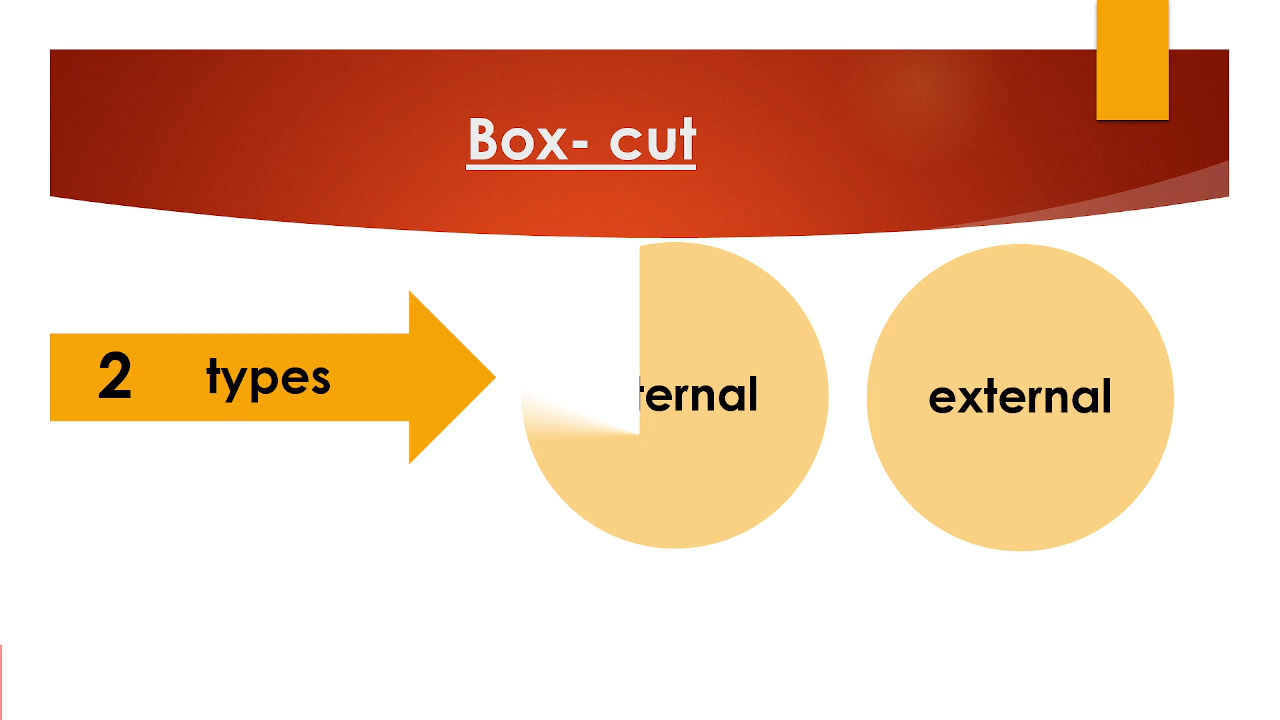 Box- cut
2 types
ternal
external